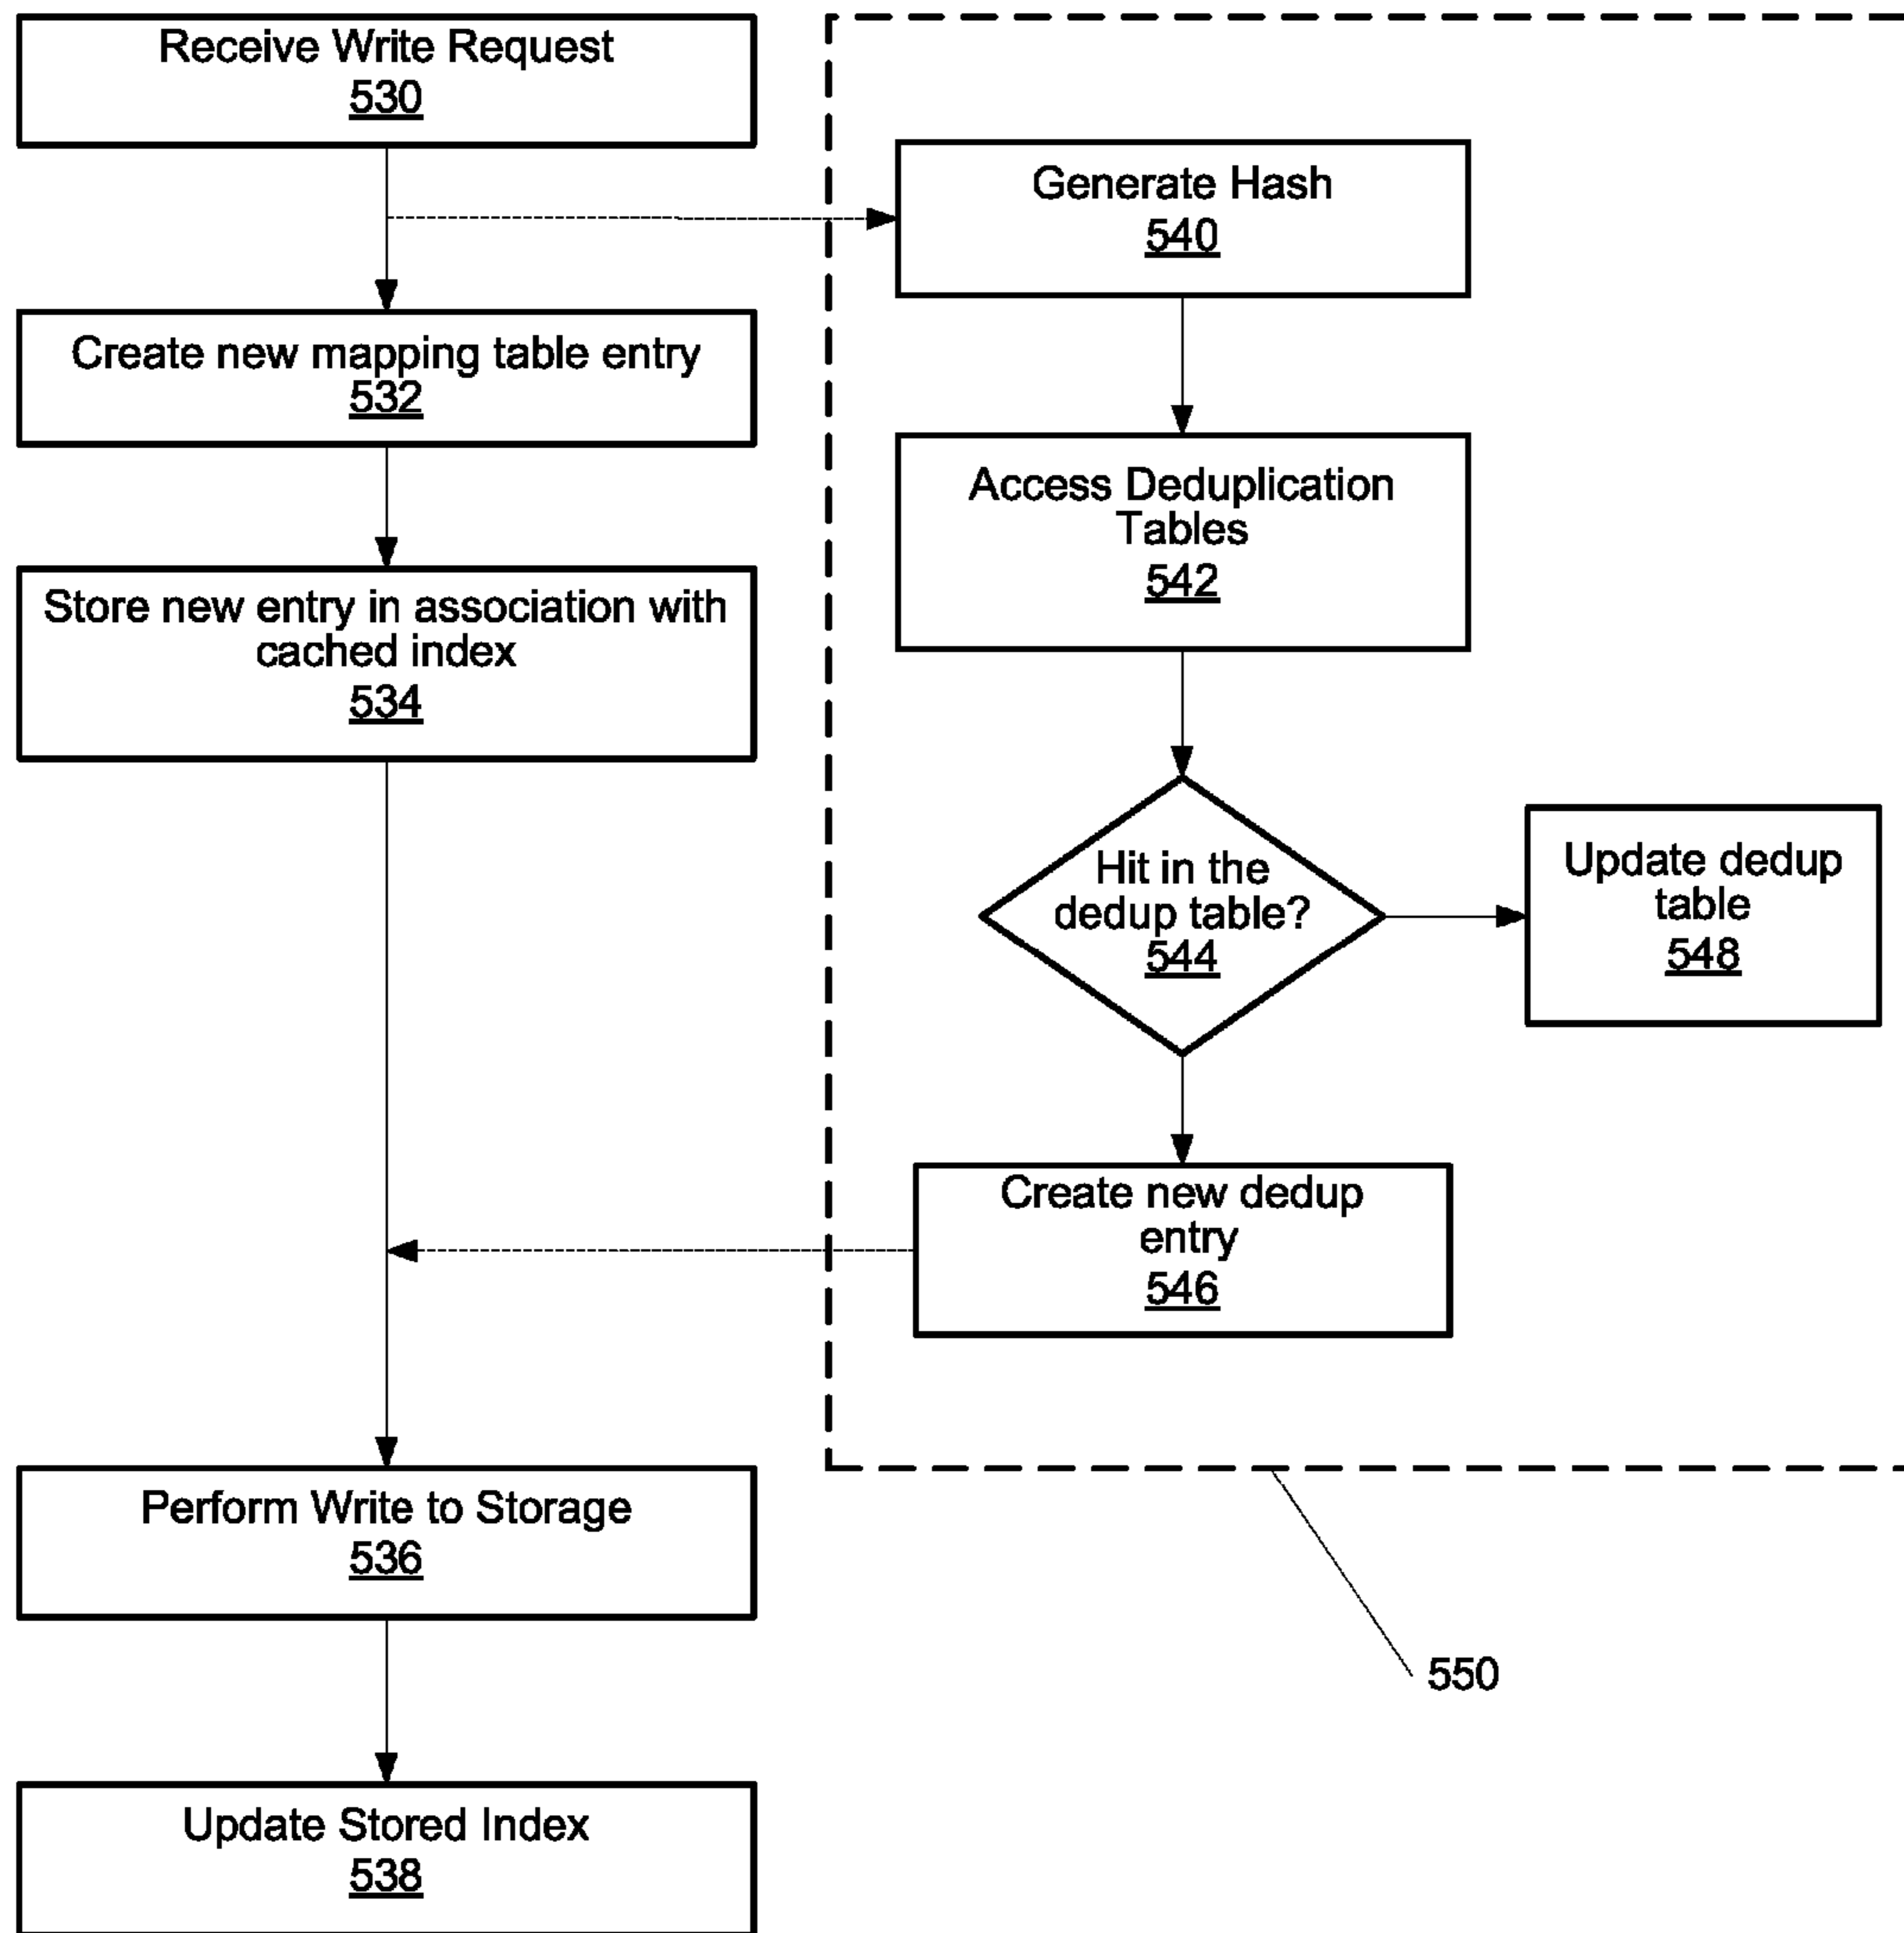 Receive Write Request
530
Create new mapping table entry
532
Store new entry in association with
cached index
534
Perform Write to Storage
536
Update Stored Index
538
Generate Hash
540
Access Deduplication
Tables
542
Hit in the
dedup table?
544
Update dedup
table
548
Create new dedup
entry
546
550